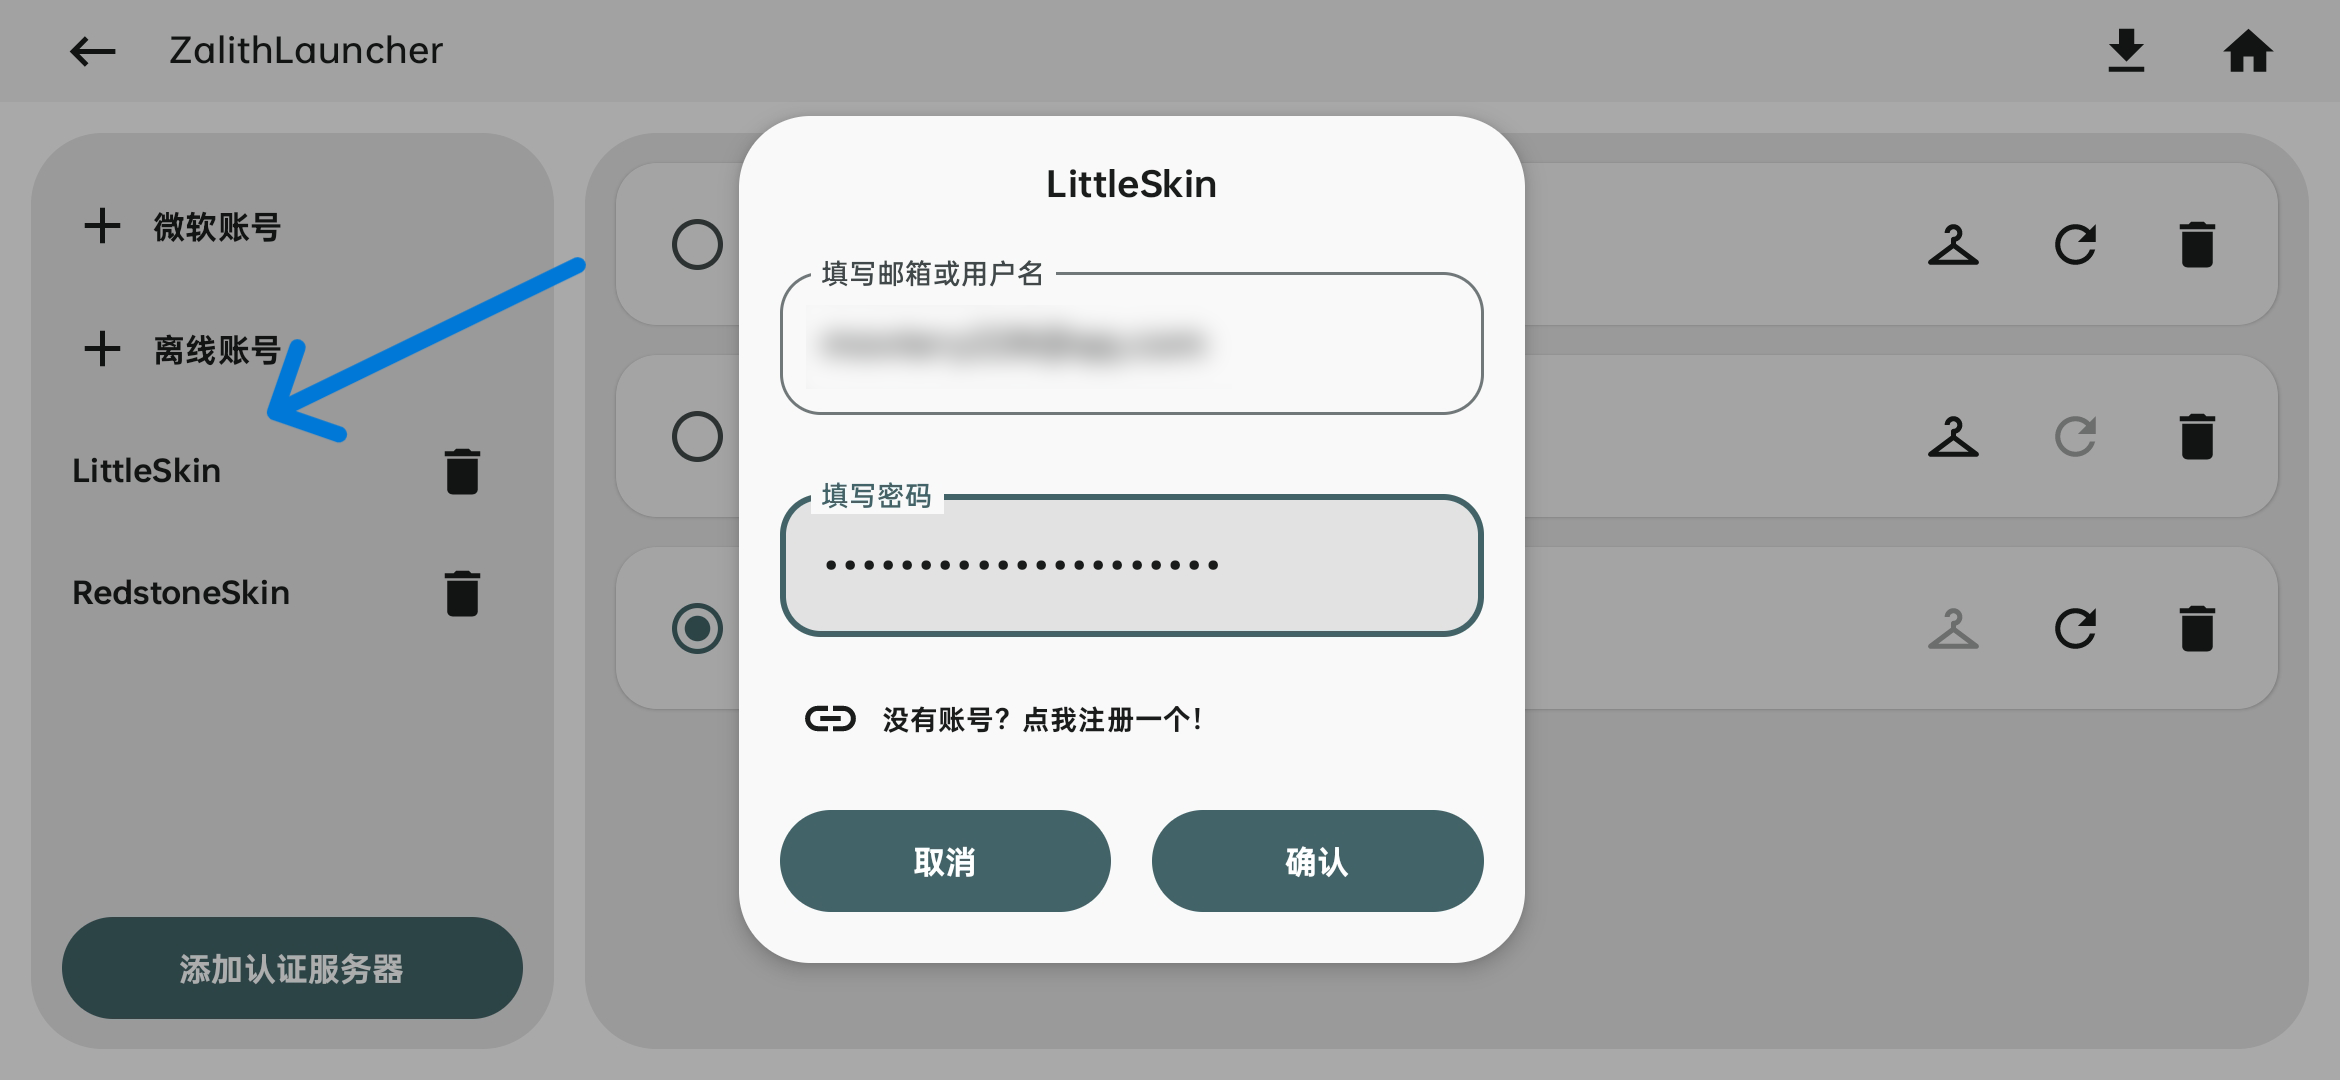 ZalithLauncher
微软账号
离线账号
LittleSkin
RedstoneSkin
添加认证服务器
LittleSkin
填写邮箱或用户名
填写密码
没有账号？点我注册一个！
取消
确认